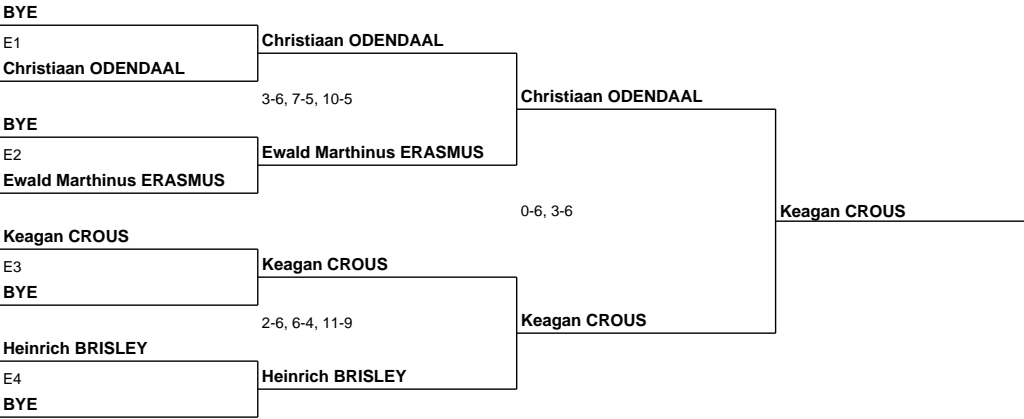 BYE
E1
Christiaan ODENDAAL
BYE
E2
Ewald Marthinus ERASMUS
Keagan CROUS
E3
BYE
Heinrich BRISLEY
E4
BYE
Christiaan ODENDAAL
3-6, 7-5, 10-5
Ewald Marthinus ERASMUS
Keagan CROUS
2-6, 6-4, 11-9
Heinrich BRISLEY
Christiaan ODENDAAL
0-6, 3-6
Keagan CROUS
Keagan CROUS